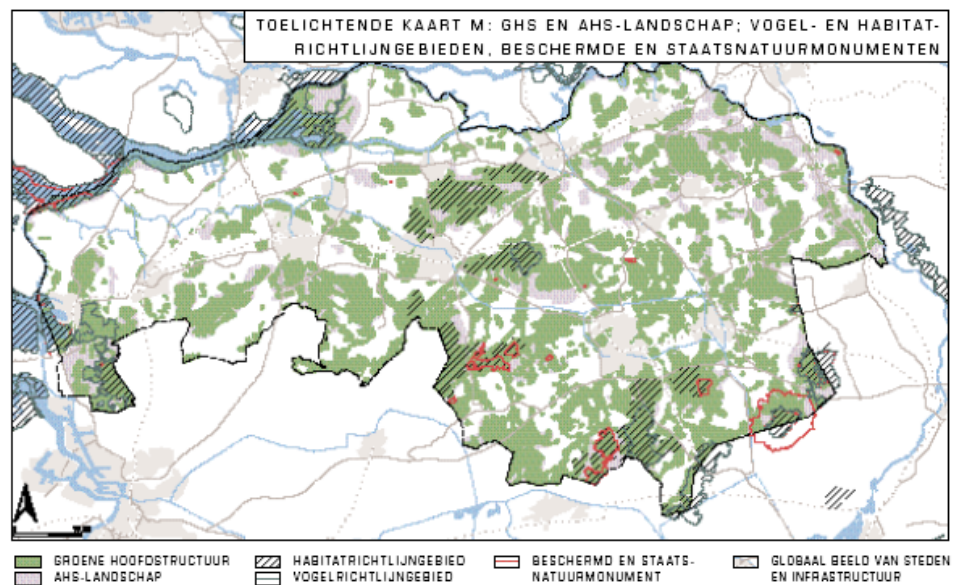 TOELICHTENDE KAART M: GHS EN AHS-LANDSCHAP; VOGEL- EN HABITAT-
RICHTLIJNGEBIEDEN, BESCHERMDE EN STAATSNATUURMONUMENTEN
GROENE HOOFDSTRUCTUUR
AHS-LANDSCHAP
HABITATRICHTLIJNGEBIED
VOGELRICHTLIJNGEBIED
BESCHERMD EN STAATS-
NATUURMONUMENT
GLOBAAL BEELD VAN STEDEN
EN INFRASTRUCTUUR